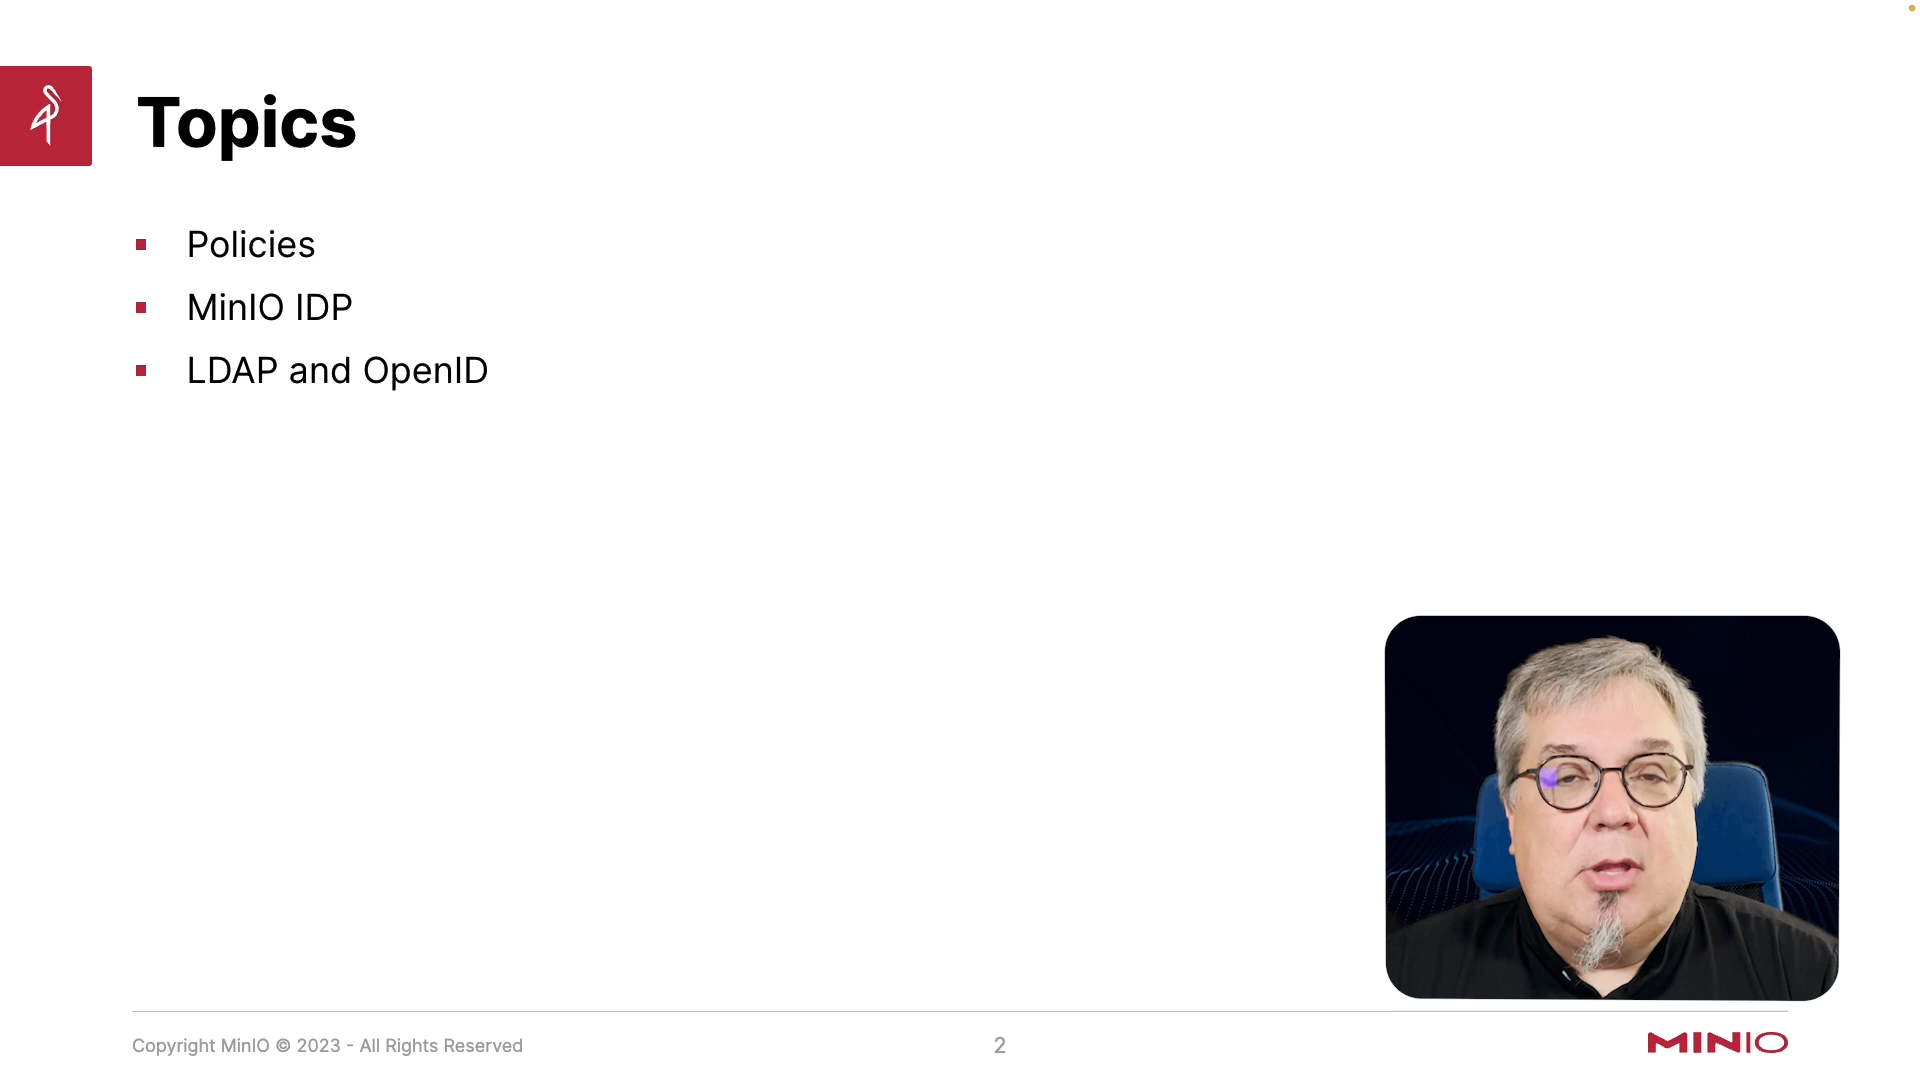 Topics
Policies
MinIO IDP
LDAP and OpenID
Copyright MinIO © 2023 - All Rights Reserved
2
MINIO